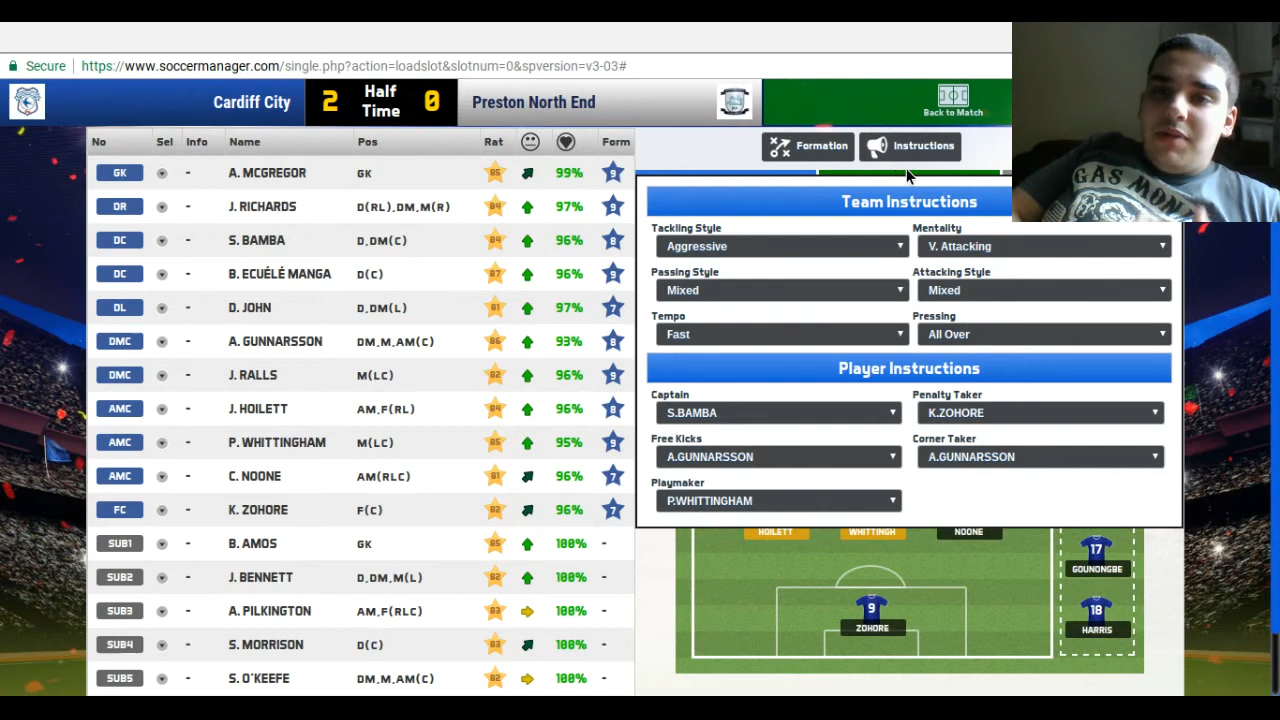 Secure https://www.soccermanager.com/single.php?action=loadslot&slotnum=0&spversion=v3-03#
Cardiff City 2 Half Time 0 Preston North End
Back to Match
No Sel Info Name Pos Rat Form
GK - A. MCGREGOR GK 85 99% 9
DR - J. RICHARDS D(RL),DM,M(R) 84 97% 9
DC - S. BAMBA D,DM(C) 84 96% 8
DC - B. ECUÉLÉ MANGA D(C) 87 96% 9
DL - D. JOHN D,DM(L) 81 97% 7
DMC - A. GUNNARSSON DM,M,AM(C) 86 93% 8
DMC - J. RALLS M(LC) 82 96% 9
AMC - J. HOILETT AM,F(RL) 84 96% 8
AMC - P. WHITTINGHAM M(LC) 85 95% 9
AMC - C. NOONE AM(RLC) 81 96% 7
FC - K. ZOHORE F(C) 82 96% 7
SUB1 - B. AMOS GK 85 100% -
SUB2 - J. BENNETT D,DM,M(L) 82 100% -
SUB3 - A. PILKINGTON AM,F(RLC) 83 100% -
SUB4 - S. MORRISON D(C) 83 100% -
SUB5 - S. O'KEEFE DM,M,AM(C) 82 100% -
Formation Instructions
Team Instructions
Tackling Style Mentality
Aggressive V. Attacking
Passing Style Attacking Style
Mixed Mixed
Tempo Pressing
Fast All Over
Player Instructions
Captain Penalty Taker
S.BAMBA K.ZOHORE
Free Kicks Corner Taker
A.GUNNARSSON A.GUNNARSSON
Playmaker
P.WHITTINGHAM
HOILETT WHITTINGH NOONE
17
GOUNONGBE
9
ZOHORE
18
HARRIS
GAS MONKEY